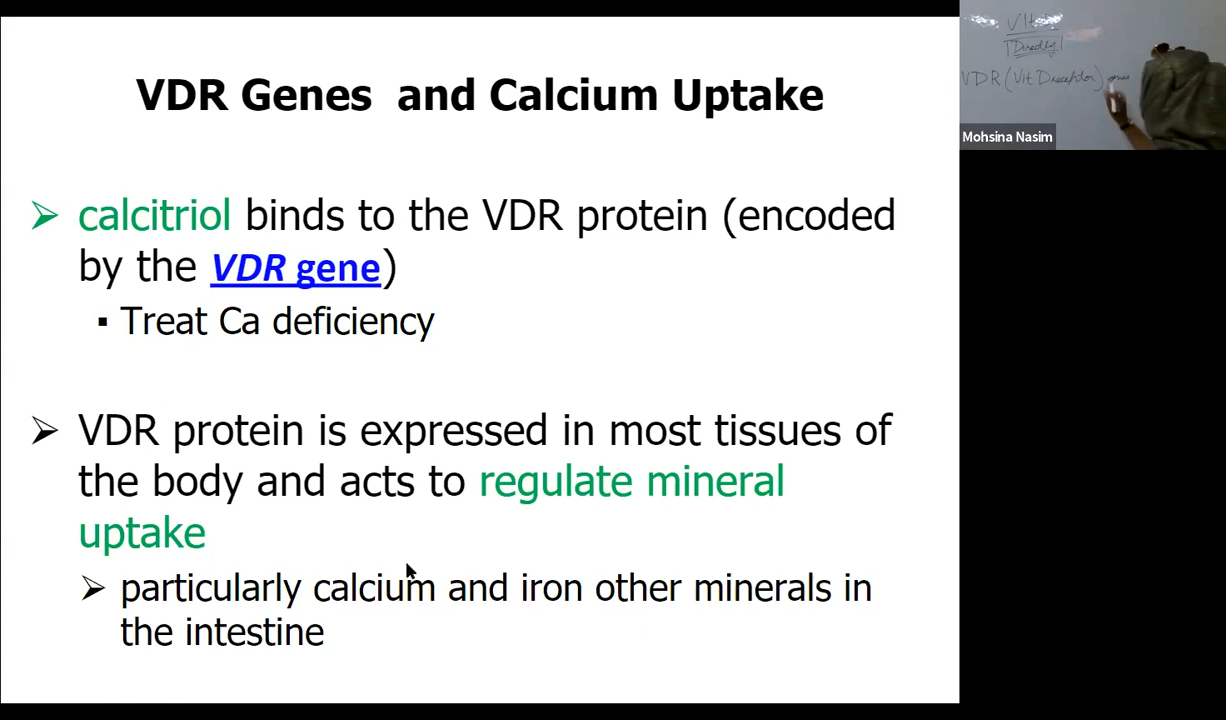 VDR Genes and Calcium Uptake
➢ calcitriol binds to the VDR protein (encoded
by the VDR gene)
▪ Treat Ca deficiency
➢ VDR protein is expressed in most tissues of
the body and acts to regulate mineral
uptake
➢ particularly calcium and iron other minerals in
the intestine
Directly
VDR (Vit D receptor) genes
Mohsina Nasim